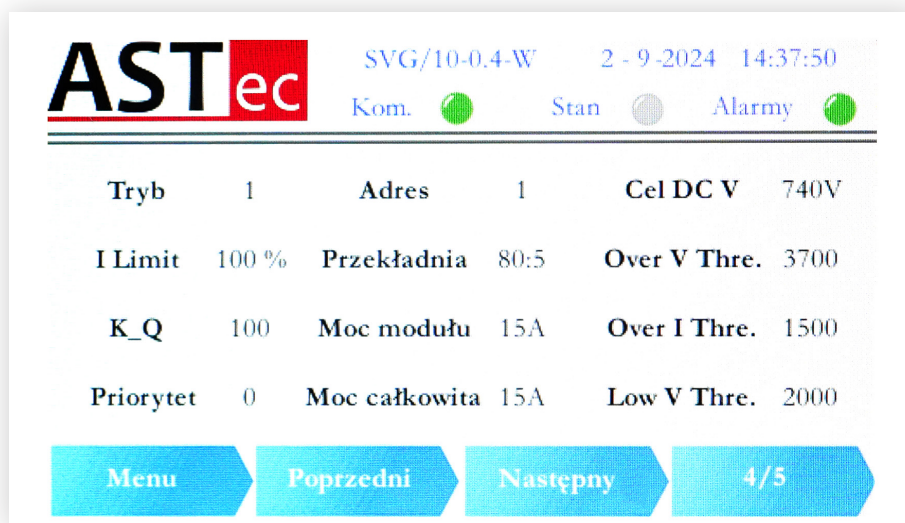 ASTec
SVG/10-0.4-W 2 - 9-2024 14:37:50
Kom. Stan Alarmy
Tryb 1 Adres 1 Cel DC V 740V
I Limit 100 % Przekładnia 80:5 Over V Thre. 3700
K_Q 100 Moc modułu 15A Over I Thre. 1500
Priorytet 0 Moc całkowita 15A Low V Thre. 2000
Menu Poprzedni Następny 4/5